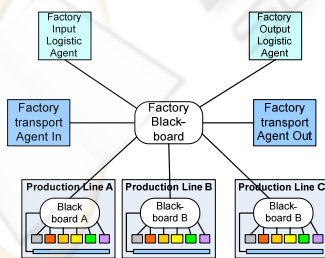 Factory
Input
Logistic
Agent
Factory
Output
Logistic
Agent
Factory
transport
Agent In
Factory
Black-
board
Factory
transport
Agent Out
Production Line A
Production Line B
Production Line C
Black
board A
Black-
board B
Black-
board B